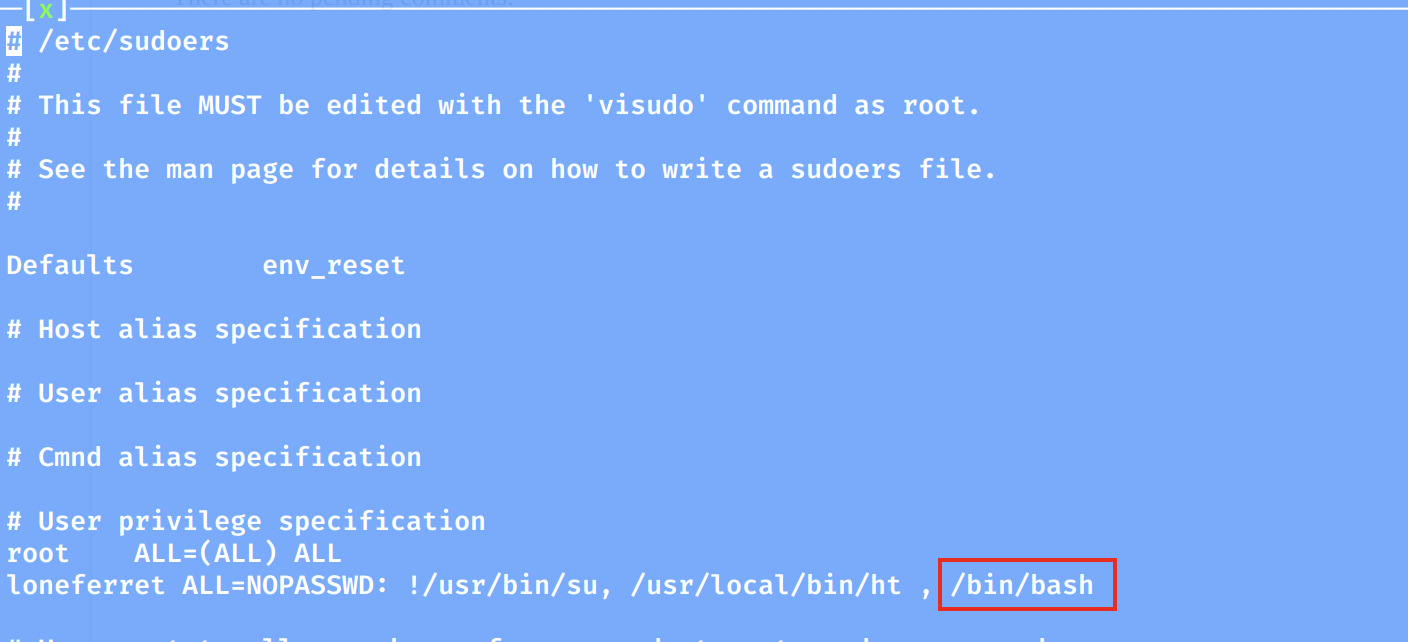 [x]
There are no pending comments.
# /etc/sudoers
#
# This file MUST be edited with the 'visudo' command as root.
#
# See the man page for details on how to write a sudoers file.
#
Defaults        env_reset
# Host alias specification
# User alias specification
# Cmnd alias specification
# User privilege specification
root    ALL=(ALL) ALL
loneferret ALL=NOPASSWD: !/usr/bin/su, /usr/local/bin/ht , /bin/bash